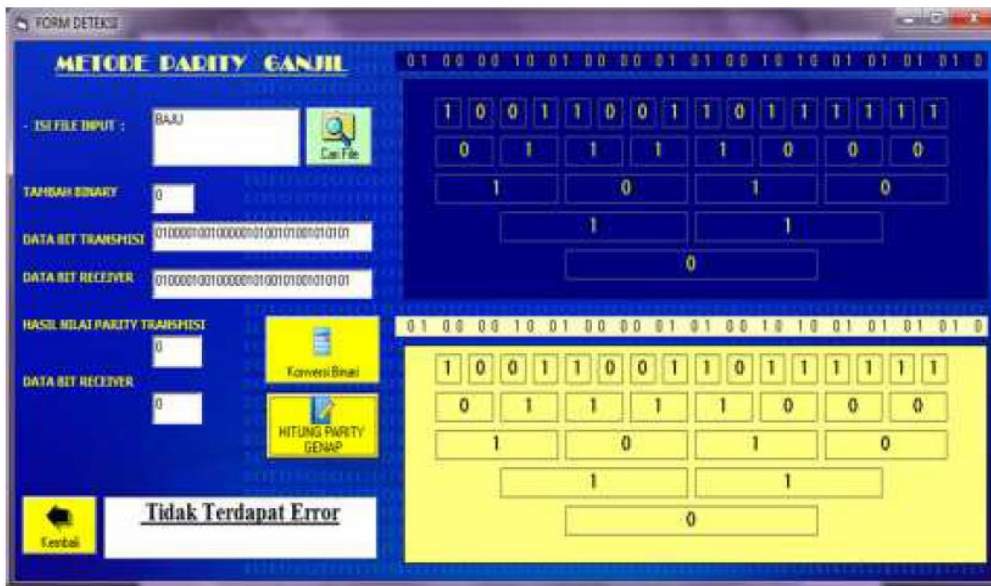 FORM DETEKSI
METODE PARITY GANJIL
- ISI FILE INPUT :
BAJU
Cari File
TAMBAH BINARY
0
DATA BIT TRANSMISI
01000010010000010100101001010101
DATA BIT RECEIVER
01000010010000010100101001010101
HASIL NILAI PARITY TRANSMISI
0
DATA BIT RECEIVER
0
Konversi Binari
HITUNG PARITY
GENAP
Kembali
Tidak Terdapat Error
01 00 00 10 01 00 00 01 01 00 10 10 01 01 01 01 0
1 0 0 1 1 0 0 1 1 0 1 1 1 1 1 1
0 1 1 1 1 0 0 0
1 0 1 0
1 1
0
01 00 00 10 01 00 00 01 01 00 10 10 01 01 01 01 0
1 0 0 1 1 0 0 1 1 0 1 1 1 1 1 1
0 1 1 1 1 0 0 0
1 0 1 0
1 1
0